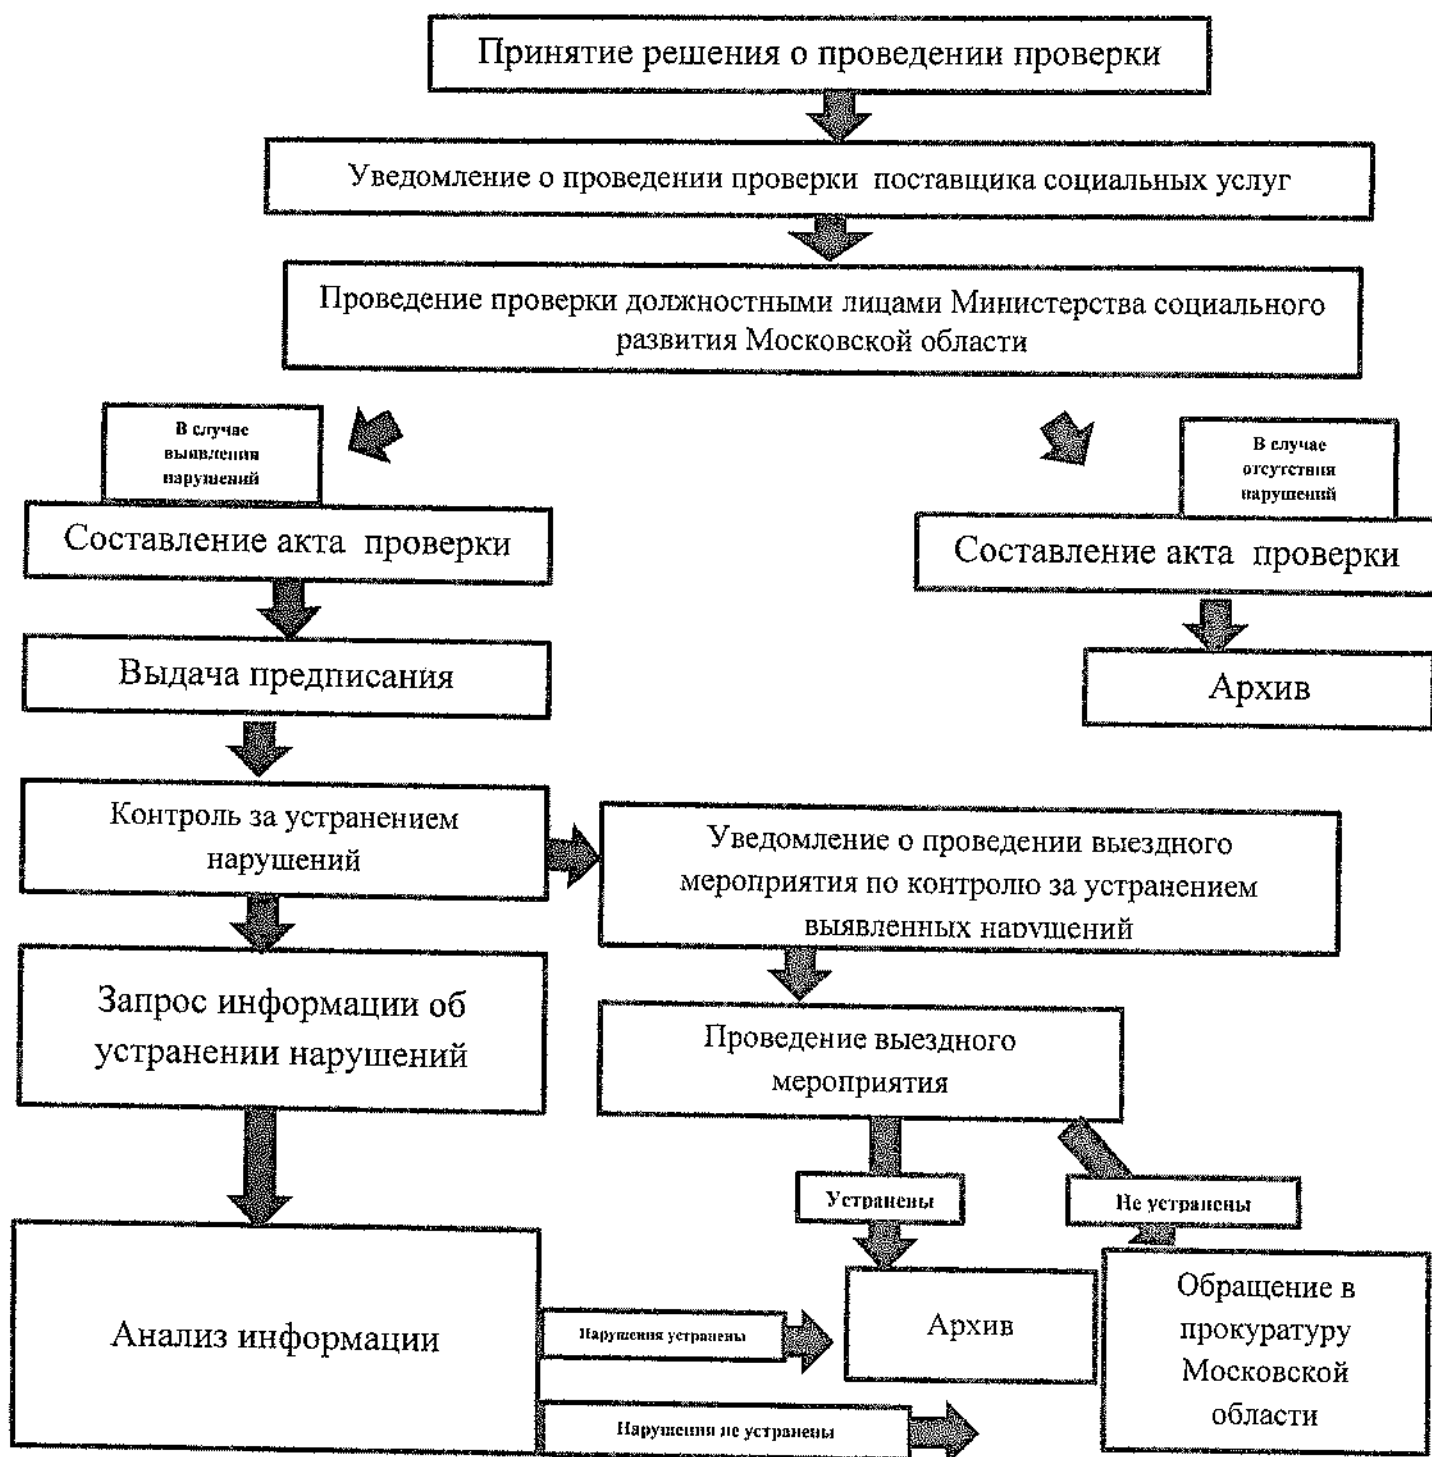 Принятие решения о проведении проверки
Уведомление о проведении проверки поставщика социальных услуг
Проведение проверки должностными лицами Министерства социального
развития Московской области
В случае
выявления
нарушений
Составление акта проверки
В случае
отсутствия
нарушений
Составление акта проверки
Выдача предписания
Архив
Контроль за устранением
нарушений
Уведомление о проведении выездного
мероприятия по контролю за устранением
выявленных нарушений
Запрос информации об
устранении нарушений
Проведение выездного
мероприятия
Устранены
Не устранены
Анализ информации
Нарушения устранены
Архив
Обращение в
прокуратуру
Московской
области
Нарушения не устранены